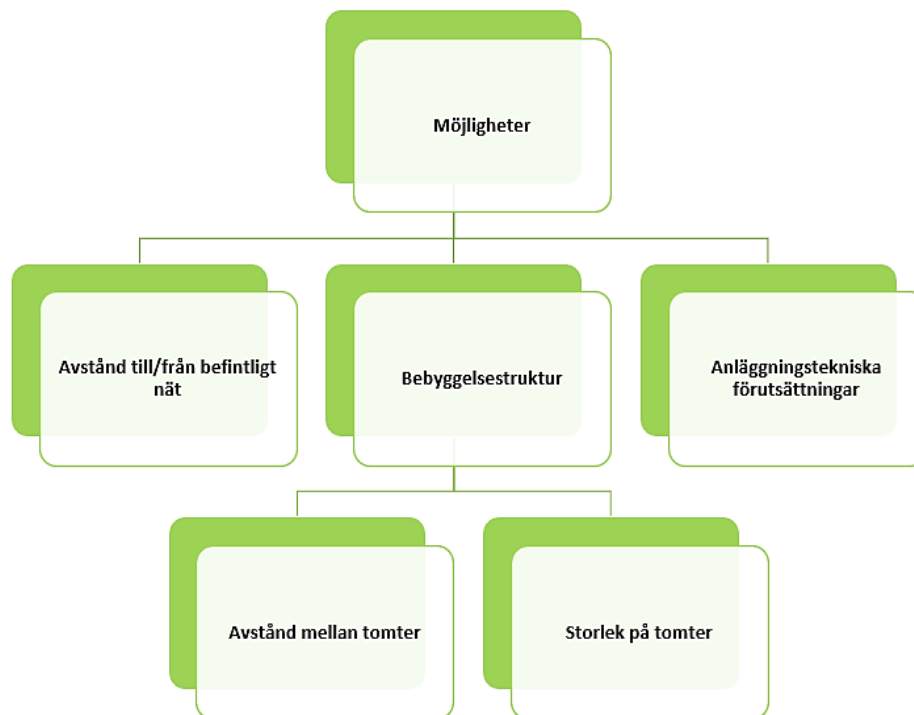 Möjligheter
Avstånd till/från befintligt
nät
Bebyggelsestruktur
Anläggningstekniska
förutsättningar
Avstånd mellan tomter
Storlek på tomter